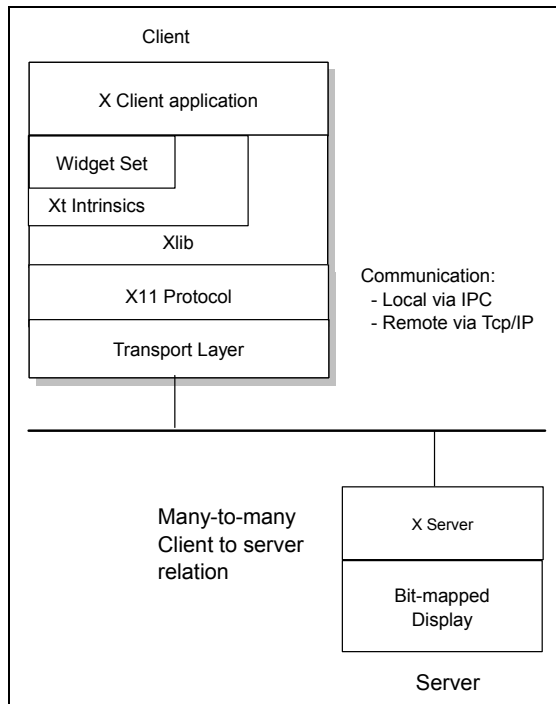 Client
X Client application
Widget Set
Xt Intrinsics
Xlib
X11 Protocol
Transport Layer
Communication:
- Local via IPC
- Remote via Tcp/IP
Many-to-many
Client to server
relation
X Server
Bit-mapped
Display
Server